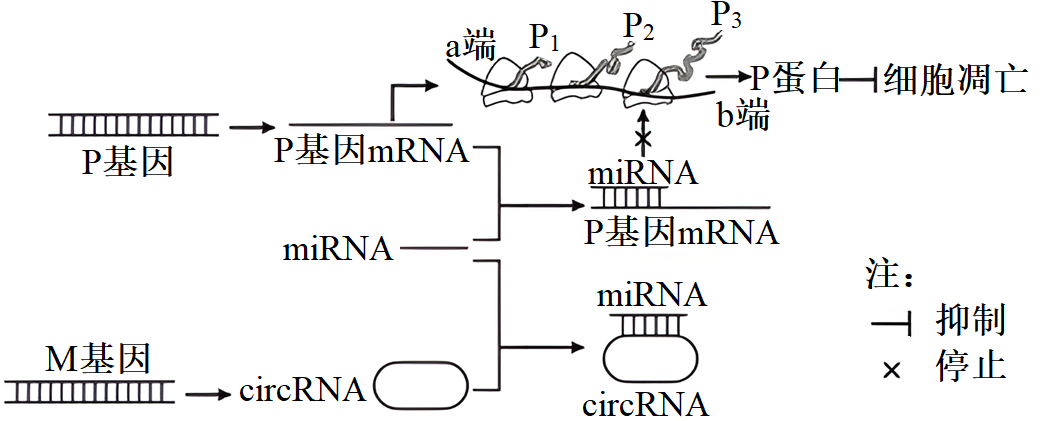 a端
P1
P2
P3
P蛋白
细胞凋亡
b端
P基因
P基因mRNA
miRNA
P基因mRNA
miRNA
注：
miRNA
抑制
M基因
停止
circRNA
circRNA